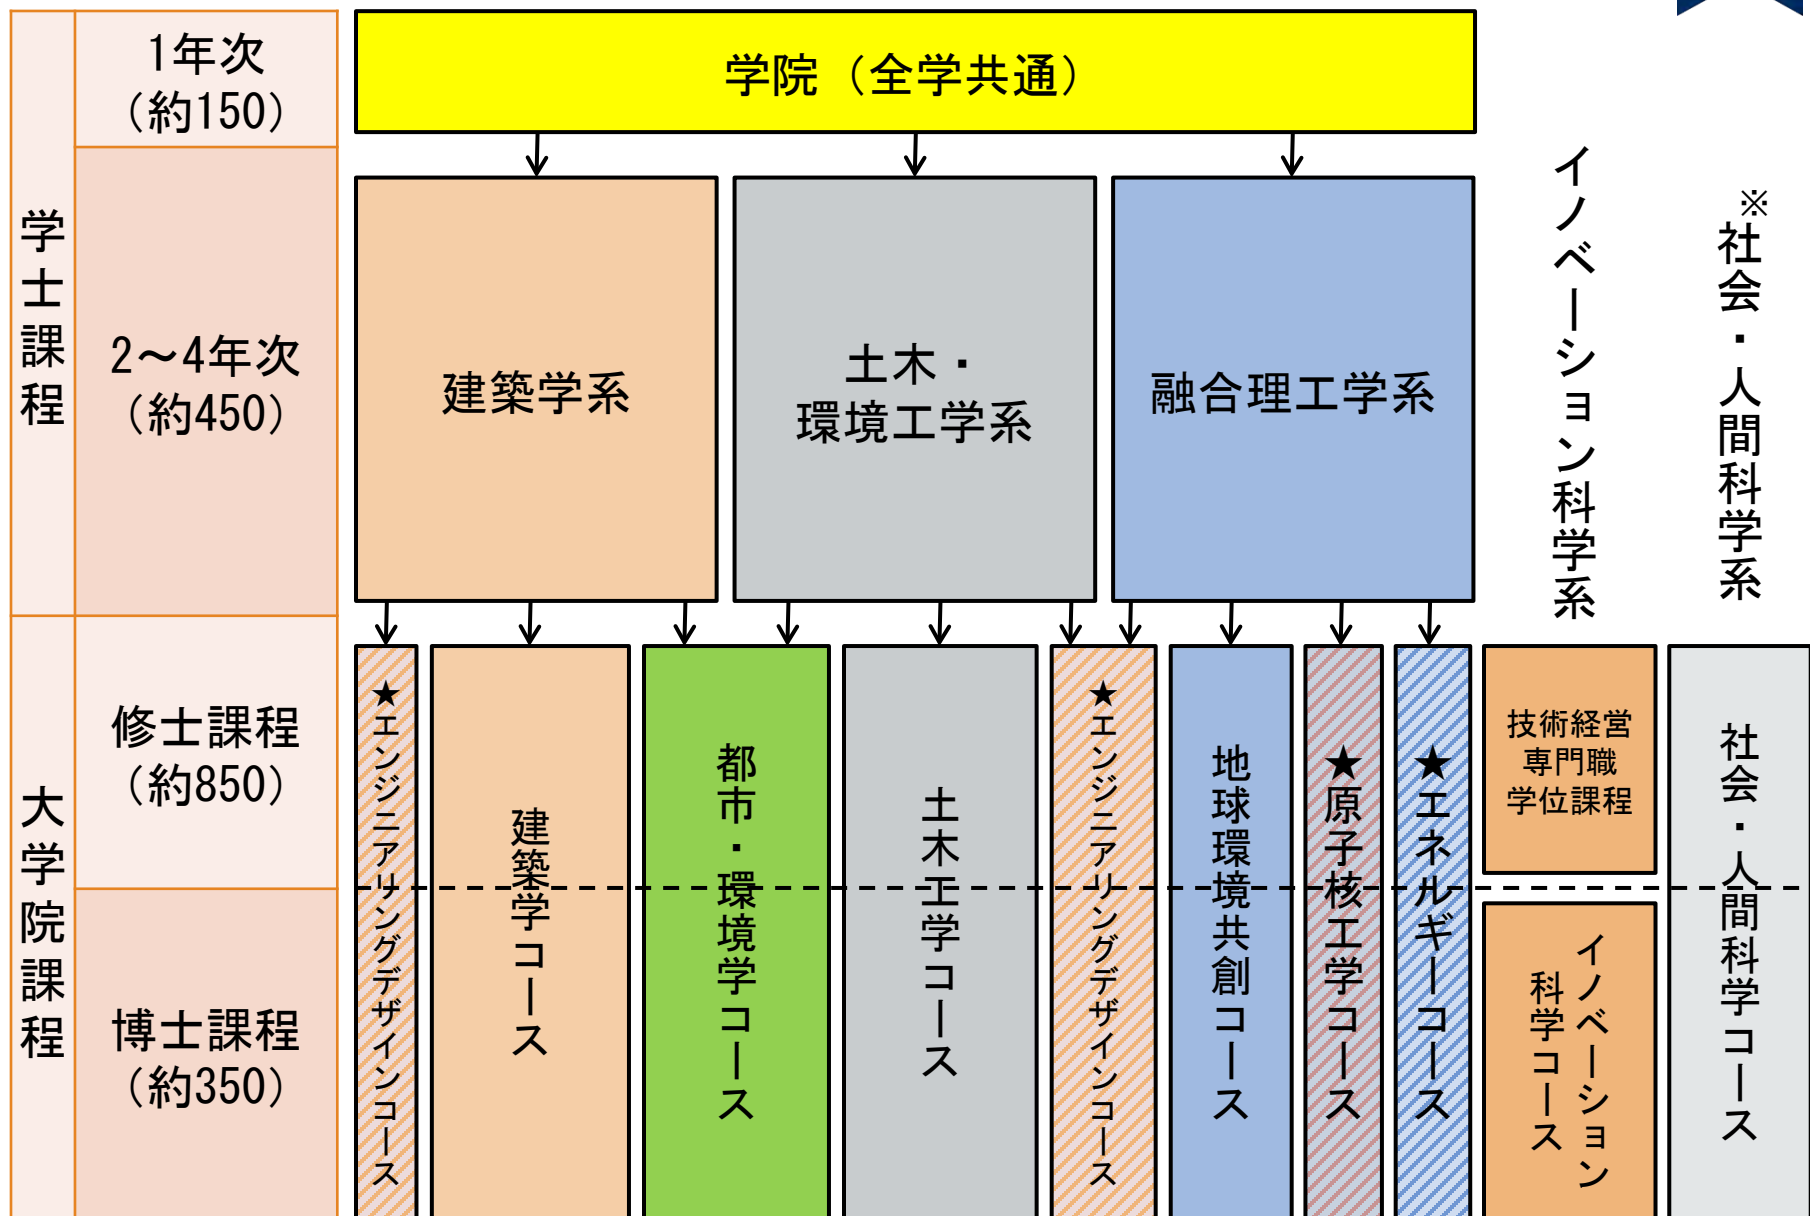 学士課程
1年次
（約150）
学院（全学共通）
2～4年次
（約450）
建築学系
土木・
環境工学系
融合理工学系
イノベーション科学系
※社会・人間科学系
大学院課程
修士課程
（約850）
博士課程
（約350）
★エンジニアリングデザインコース
建築学コース
都市・環境学コース
土木工学コース
★エンジニアリングデザインコース
地球環境共創コース
★原子核工学コース
★エネルギーコース
技術経営
専門職
学位課程
イノベーション
科学コース
社会・人間科学コース